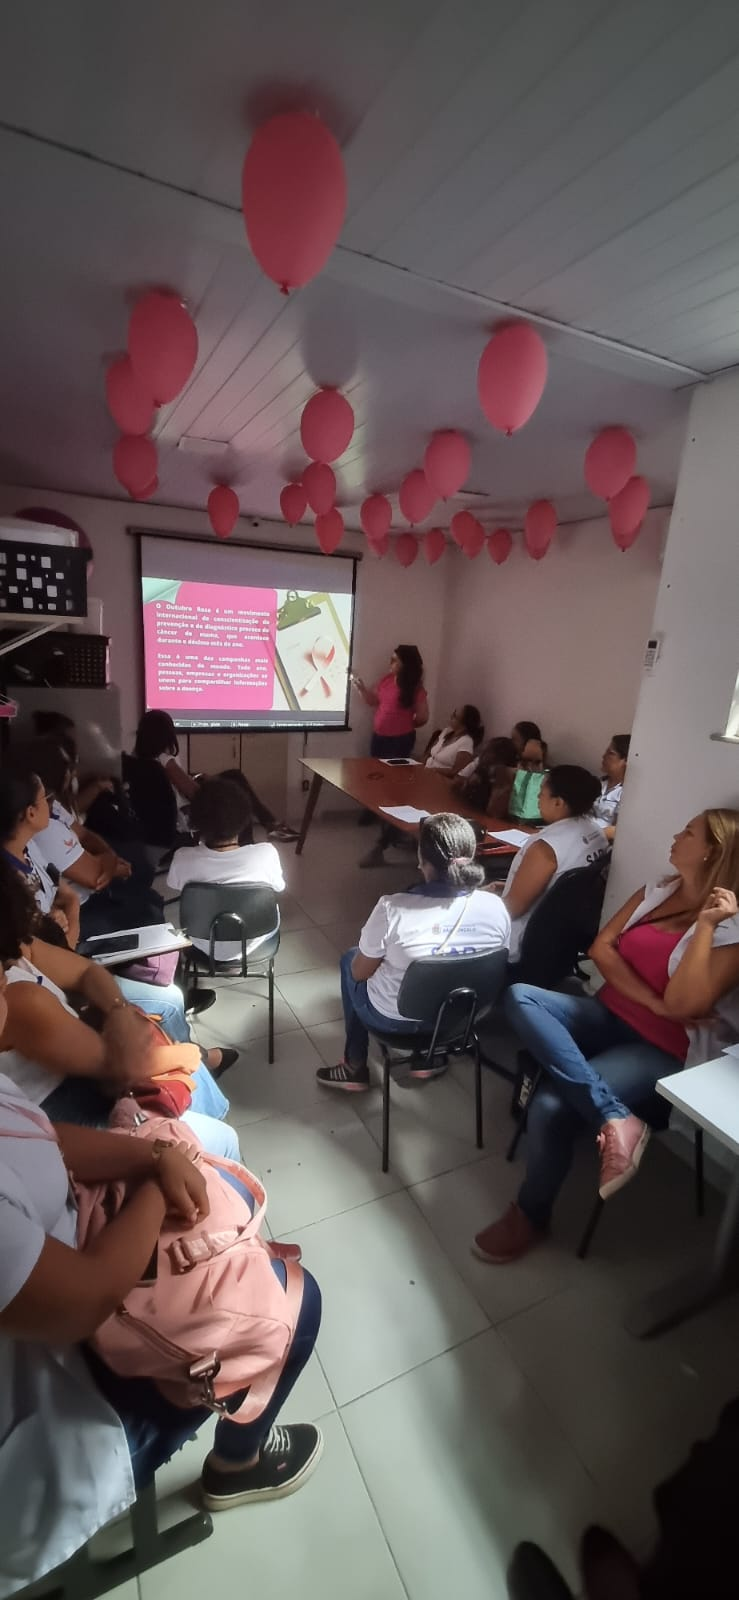 O Outubro Rosa é um movimento
internacional de conscientização da
prevenção e do diagnóstico precoce do
câncer de mama, que acontece
durante o décimo mês do ano.
Essa é uma das campanhas mais
conhecidas do mundo. Todo ano,
pessoas, empresas e organizações se
unem para compartilhar informações
sobre a doença.
SÃO GONÇALO